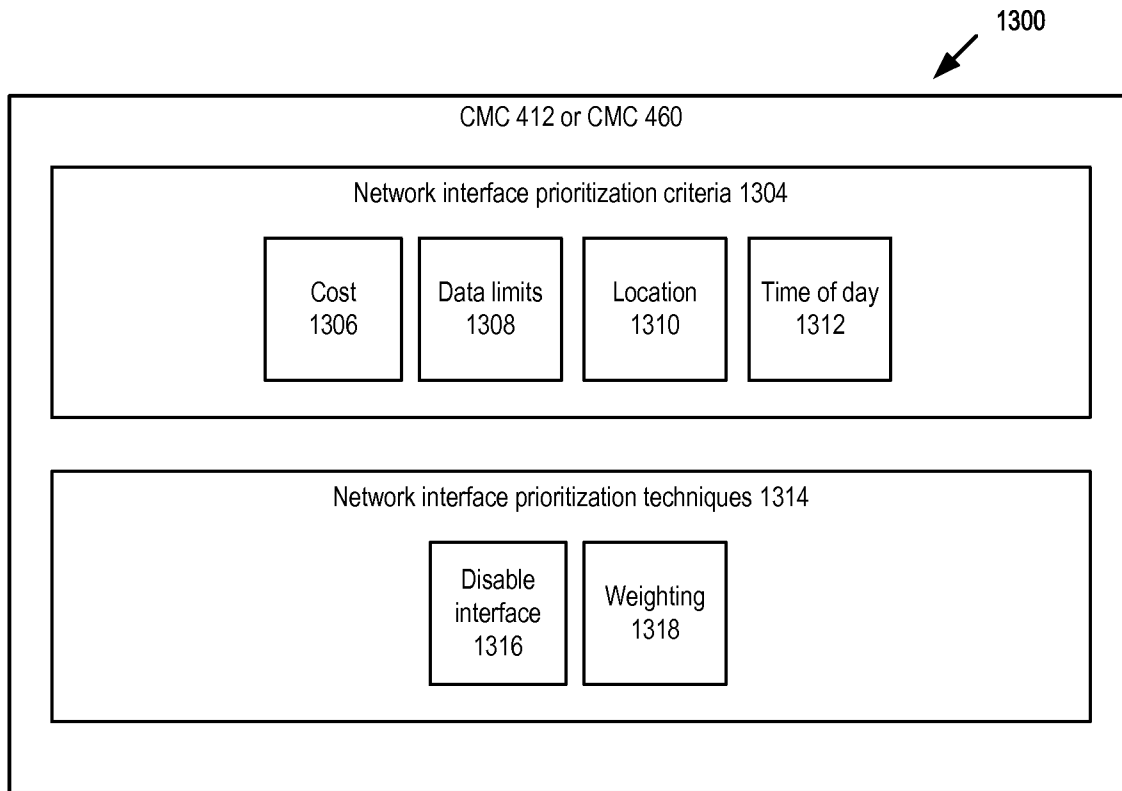 1300
CMC 412 or CMC 460
Network interface prioritization criteria 1304
Cost
1306
Data limits
1308
Location
1310
Time of day
1312
Network interface prioritization techniques 1314
Disable
interface
1316
Weighting
1318